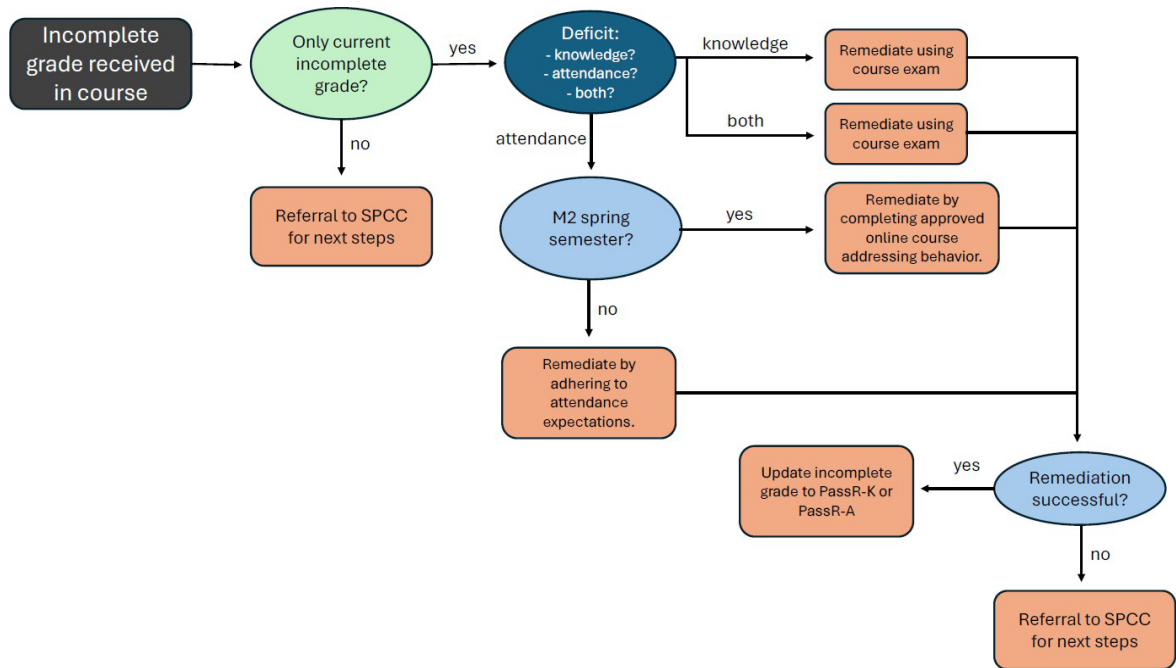 Incomplete
grade received
in course
Only current
incomplete
grade?
yes
Deficit:
- knowledge?
- attendance?
- both?
knowledge
Remediate using
course exam
both
Remediate using
course exam
no
attendance
Referral to SPCC
for next steps
M2 spring
semester?
yes
Remediate by
completing approved
online course
addressing behavior.
no
Remediate by
adhering to
attendance
expectations.
Remediation
successful?
yes
Update incomplete
grade to PassR-K or
PassR-A
no
Referral to SPCC
for next steps